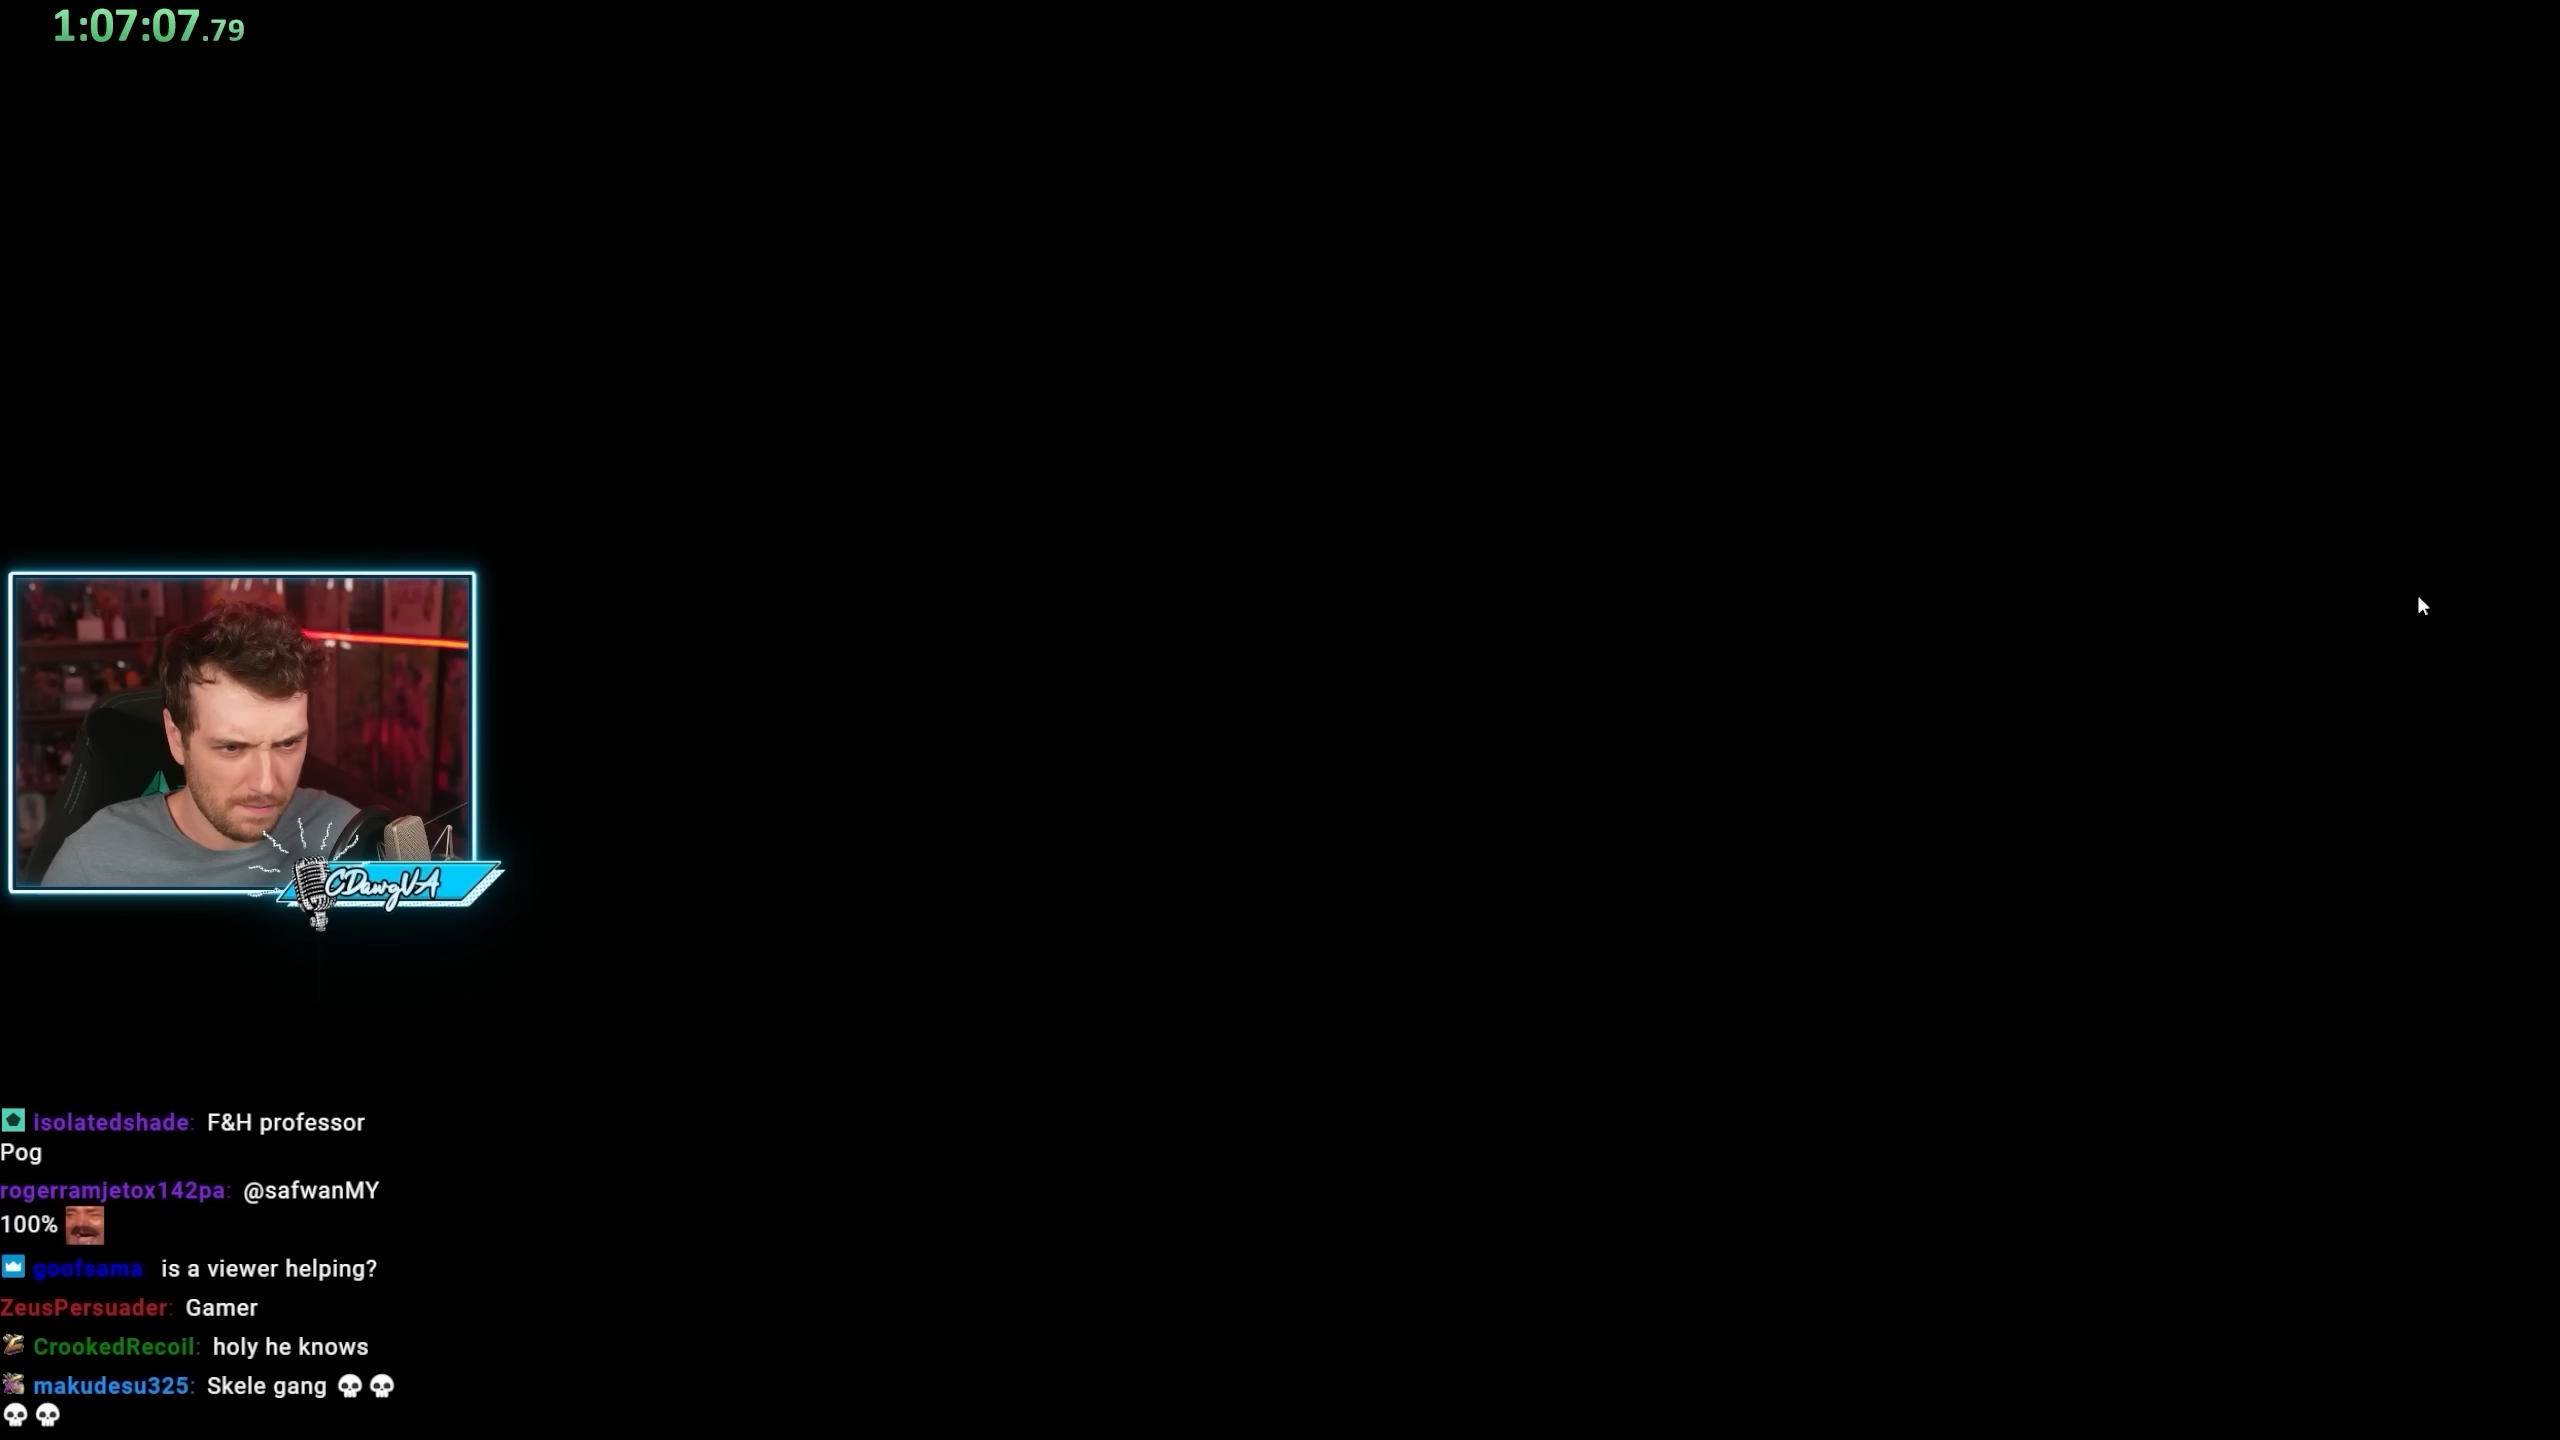 1:07:07.79
CDawgVA
isolatedshade: F&H professor
Pog
rogerramjetox142pa: @safwanMY
100%
goofsama: is a viewer helping?
ZeusPersuader: Gamer
CrookedRecoil: holy he knows
makudesu325: Skele gang 💀💀
💀💀